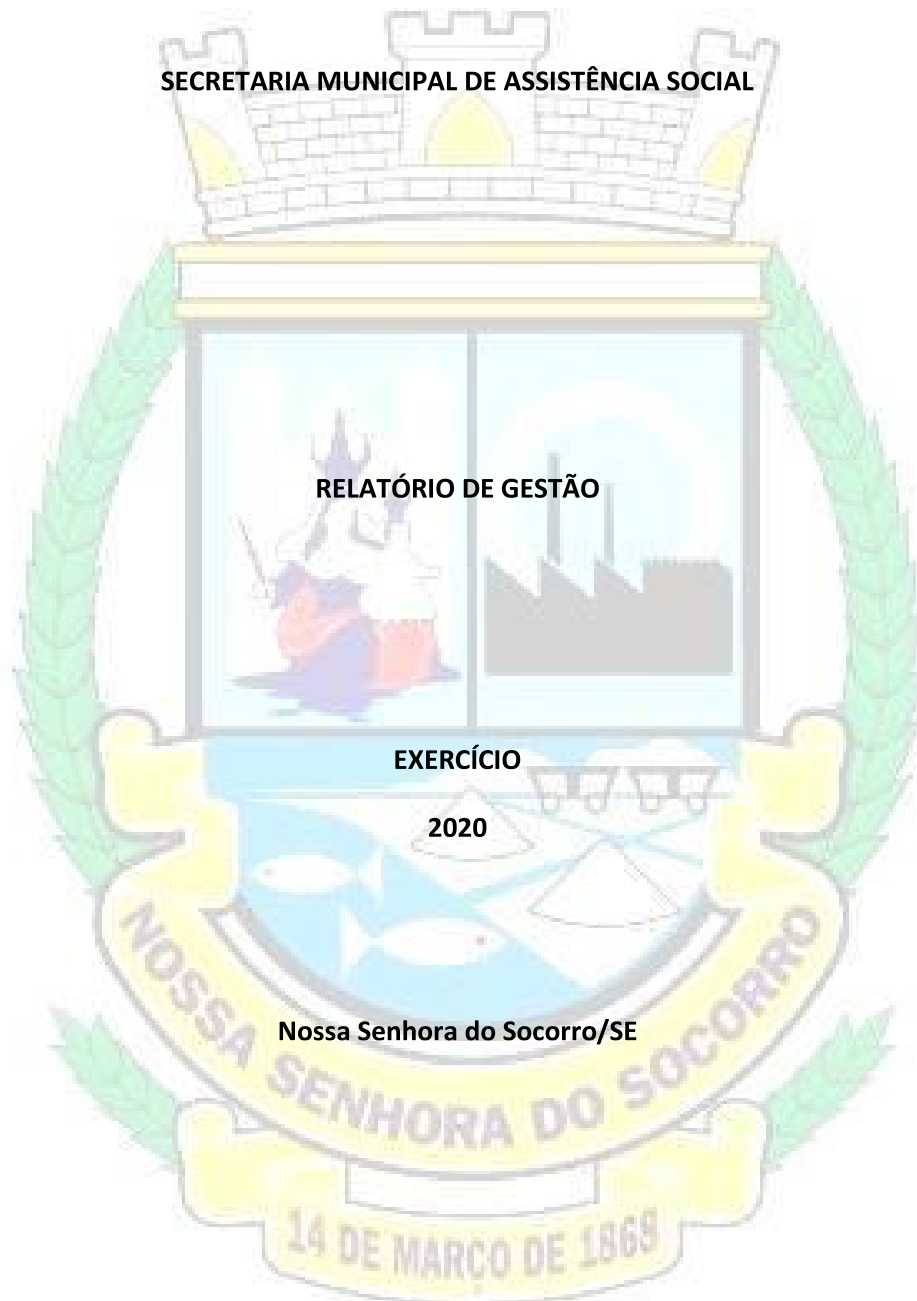 SECRETARIA MUNICIPAL DE ASSISTÊNCIA SOCIAL
RELATÓRIO DE GESTÃO
EXERCÍCIO
2020
Nossa Senhora do Socorro/SE
NOSSA SENHORA DO SOCORRO
14 DE MARÇO DE 1868